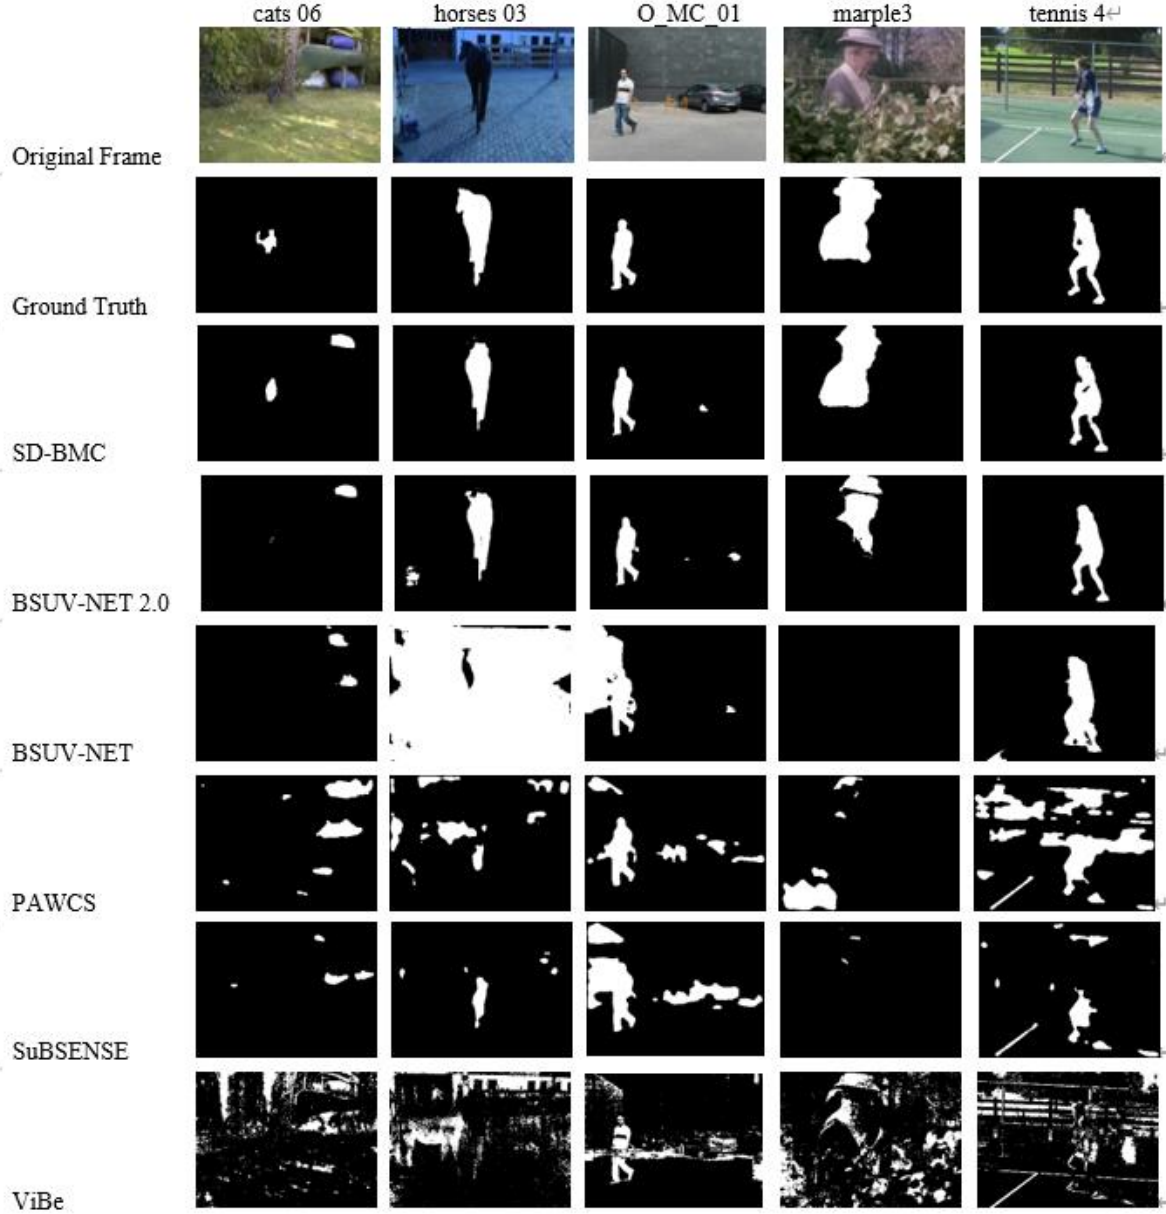 cats 06 horses 03 O_MC_01 marple3 tennis 4↵
Original Frame
Ground Truth
SD-BMC
BSUV-NET 2.0
BSUV-NET
PAWCS
SuBSENSE
ViBe